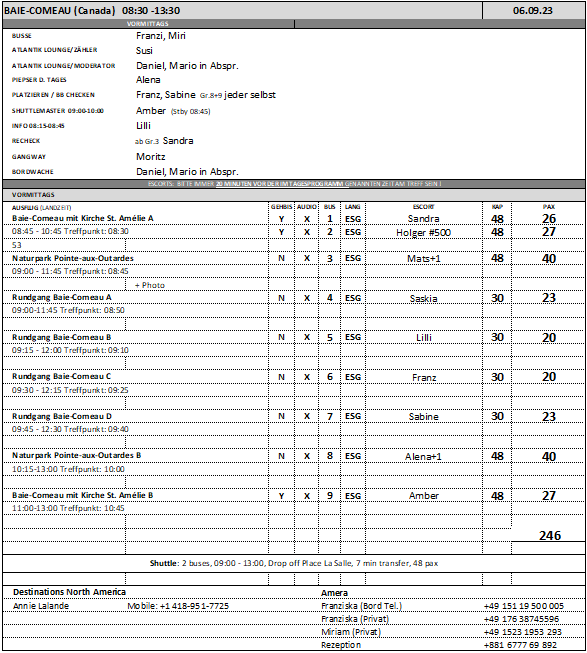 BAIE-COMEAU (Canada) 08:30 -13:30 06.09.23
VORMITTAGS
BUSSE Franzi, Miri
ATLANTIK LOUNGE/ZÄHLER Susi
ATLANTIK LOUNGE/MODERATOR Daniel, Mario in Abspr.
PIEPSER D. TAGES Alena
PLATZIEREN / BB CHECKEN Franz, Sabine Gr.8+9 jeder selbst
SHUTTLEMASTER 09:00-10:00 Amber (Stby 08:45)
INFO 08:15-08:45 Lilli
RECHECK ab Gr.3 Sandra
GANGWAY Moritz
BORDWACHE Daniel, Mario in Abspr.
ESCORTS: BITTE IMMER 20 MINUTEN VOR DER IM TAGESPROGRAMM GENANNTEN ZEIT AM TREFF SEIN !
VORMITTAGS
AUSFLUG (LANDZEIT) GEHBIS AUDIO BUS LANG ESCORT KAP PAX
Baie-Comeau mit Kirche St. Amélie A Y X 1 ESG Sandra 48 26
08:45 - 10:45 Treffpunkt: 08:30 Y X 2 ESG Holger #500 48 27
53
Naturpark Pointe-aux-Outardes N X 3 ESG Mats+1 48 40
09:00 - 11:45 Treffpunkt: 08:45
+ Photo
Rundgang Baie-Comeau A N X 4 ESG Saskia 30 23
09:00-11:45 Treffpunkt: 08:50
Rundgang Baie-Comeau B N X 5 ESG Lilli 30 20
09:15 - 12:00 Treffpunkt: 09:10
Rundgang Baie-Comeau C N X 6 ESG Franz 30 20
09:30 - 12:15 Treffpunkt: 09:25
Rundgang Baie-Comeau D N X 7 ESG Sabine 30 23
09:45 - 12:30 Treffpunkt: 09:40
Naturpark Pointe-aux-Outardes B N X 8 ESG Alena+1 48 40
10:15-13:00 Treffpunkt: 10:00
Baie-Comeau mit Kirche St. Amélie B Y X 9 ESG Amber 48 27
11:00-13:00 Treffpunkt: 10:45
246
Shuttle: 2 buses, 09:00 - 13:00, Drop off Place La Salle, 7 min transfer, 48 pax
Destinations North America Amera
Annie Lalande Mobile: +1 418-951-7725 Franziska (Bord Tel.) +49 151 19 500 005
Franziska (Privat) +49 176 38745596
Miriam (Privat) +49 1523 1953 293
Rezeption +881 6777 69 892